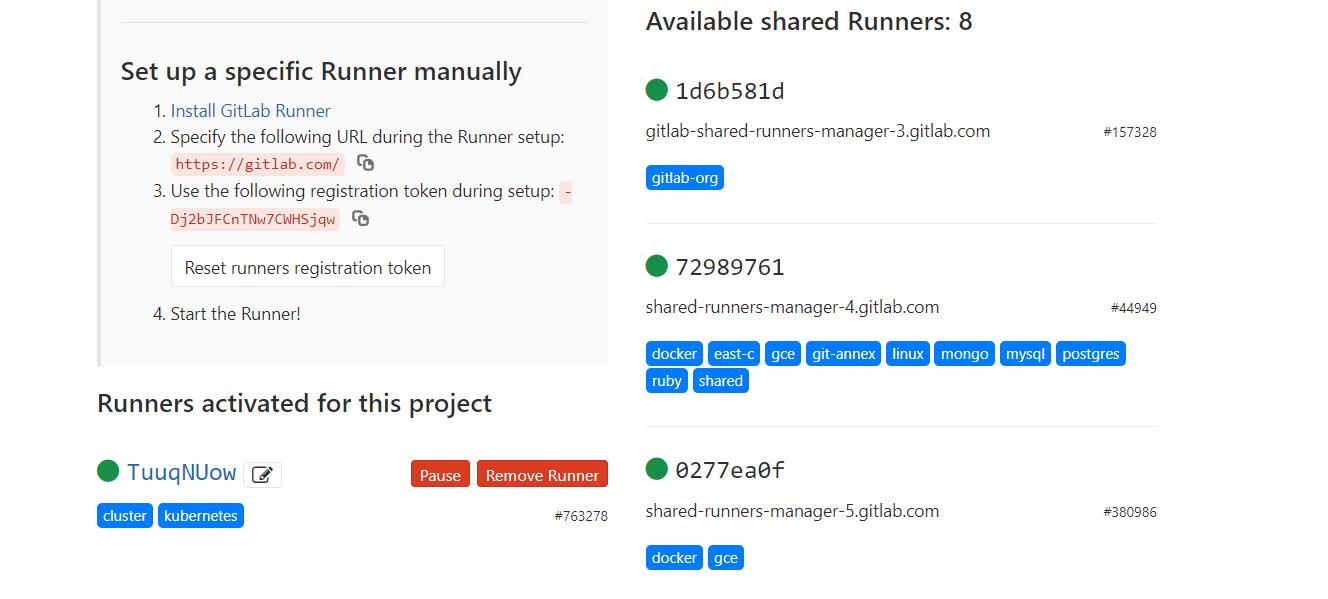 Set up a specific Runner manually
1. Install GitLab Runner
2. Specify the following URL during the Runner setup:
https://gitlab.com/
3. Use the following registration token during setup: -
Dj2bJFCnTNw7CWHSjqw
Reset runners registration token
4. Start the Runner!
Runners activated for this project
TuuqNUow
Pause Remove Runner
cluster kubernetes #763278
Available shared Runners: 8
1d6b581d
gitlab-shared-runners-manager-3.gitlab.com #157328
gitlab-org
72989761
shared-runners-manager-4.gitlab.com #44949
docker east-c gce git-annex linux mongo mysql postgres
ruby shared
0277ea0f
shared-runners-manager-5.gitlab.com #380986
docker gce